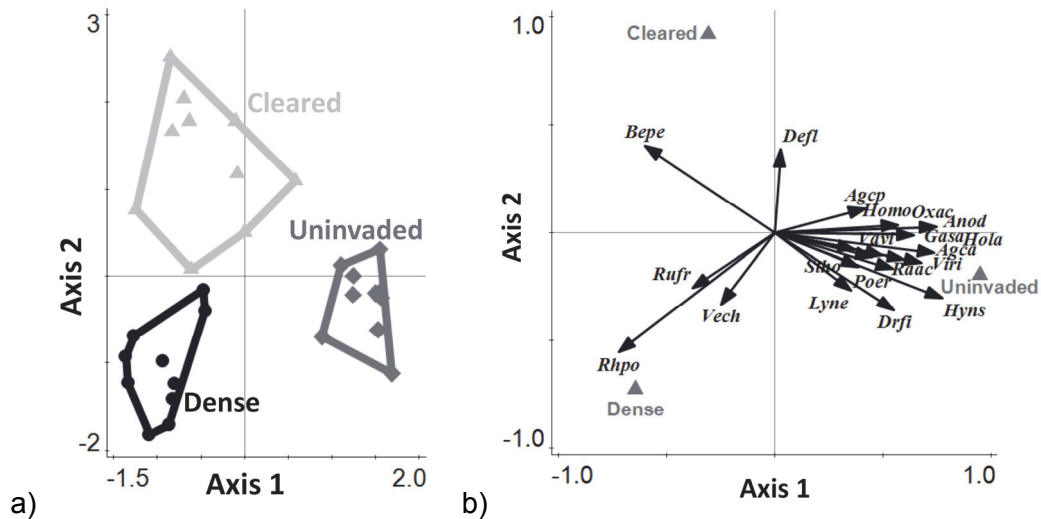 a)
3
Axis 2
-2
-1.5
Axis 1
2.0
Cleared
Uninvaded
Dense
b)
1.0
Axis 2
-1.0
-1.0
Axis 1
1.0
Cleared
Bepe
Defl
Agcp
Homo
Oxac
Anod
Gasa
Hola
Vavi
Agca
Stho
Raac
Viri
Poer
Uninvaded
Rufr
Vech
Lyne
Drfi
Hyns
Rhpo
Dense